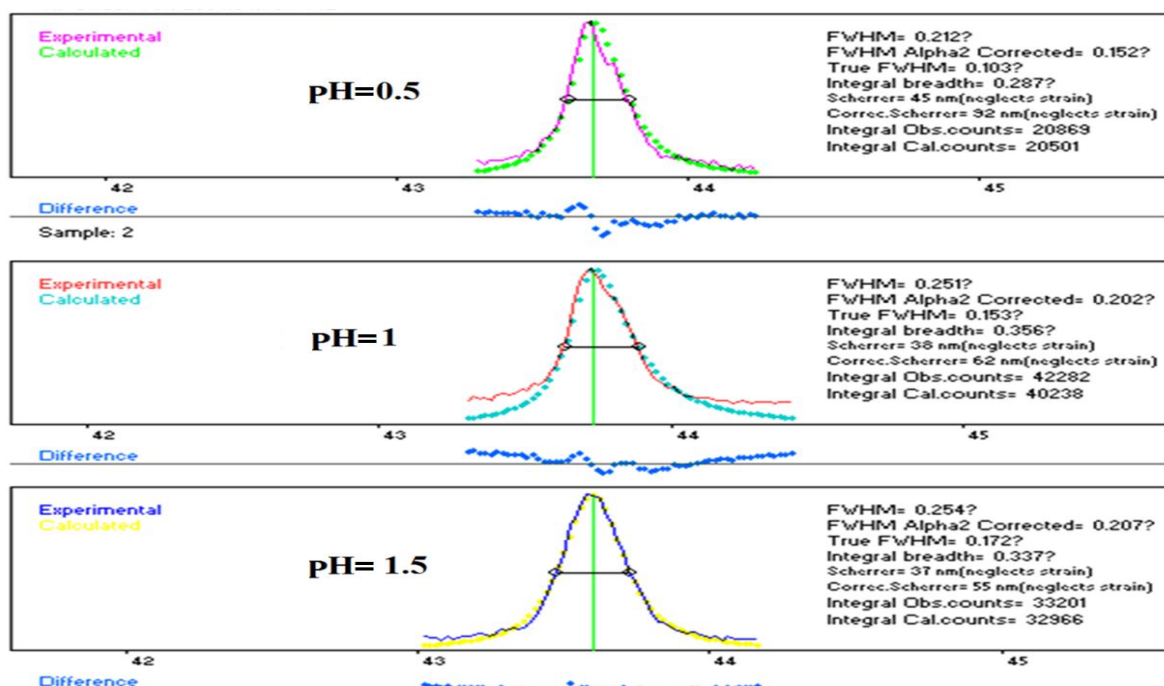 Experimental
Calculated
pH=0.5
FWHM= 0.212?
FWHM Alpha2 Corrected= 0.152?
True FWHM= 0.103?
Integral breadth= 0.287?
Scherrer= 45 nm(neglects strain)
Correc.Scherrer= 92 nm(neglects strain)
Integral Obs.counts= 20869
Integral Cal.counts= 20501
42 43 44 45
Difference
Sample: 2
Experimental
Calculated
pH=1
FWHM= 0.251?
FWHM Alpha2 Corrected= 0.202?
True FWHM= 0.153?
Integral breadth= 0.356?
Scherrer= 38 nm(neglects strain)
Correc.Scherrer= 62 nm(neglects strain)
Integral Obs.counts= 42282
Integral Cal.counts= 40238
42 43 44 45
Difference
Experimental
Calculated
pH= 1.5
FWHM= 0.254?
FWHM Alpha2 Corrected= 0.207?
True FWHM= 0.172?
Integral breadth= 0.337?
Scherrer= 37 nm(neglects strain)
Correc.Scherrer= 55 nm(neglects strain)
Integral Obs.counts= 33201
Integral Cal.counts= 32966
42 43 44 45
Difference